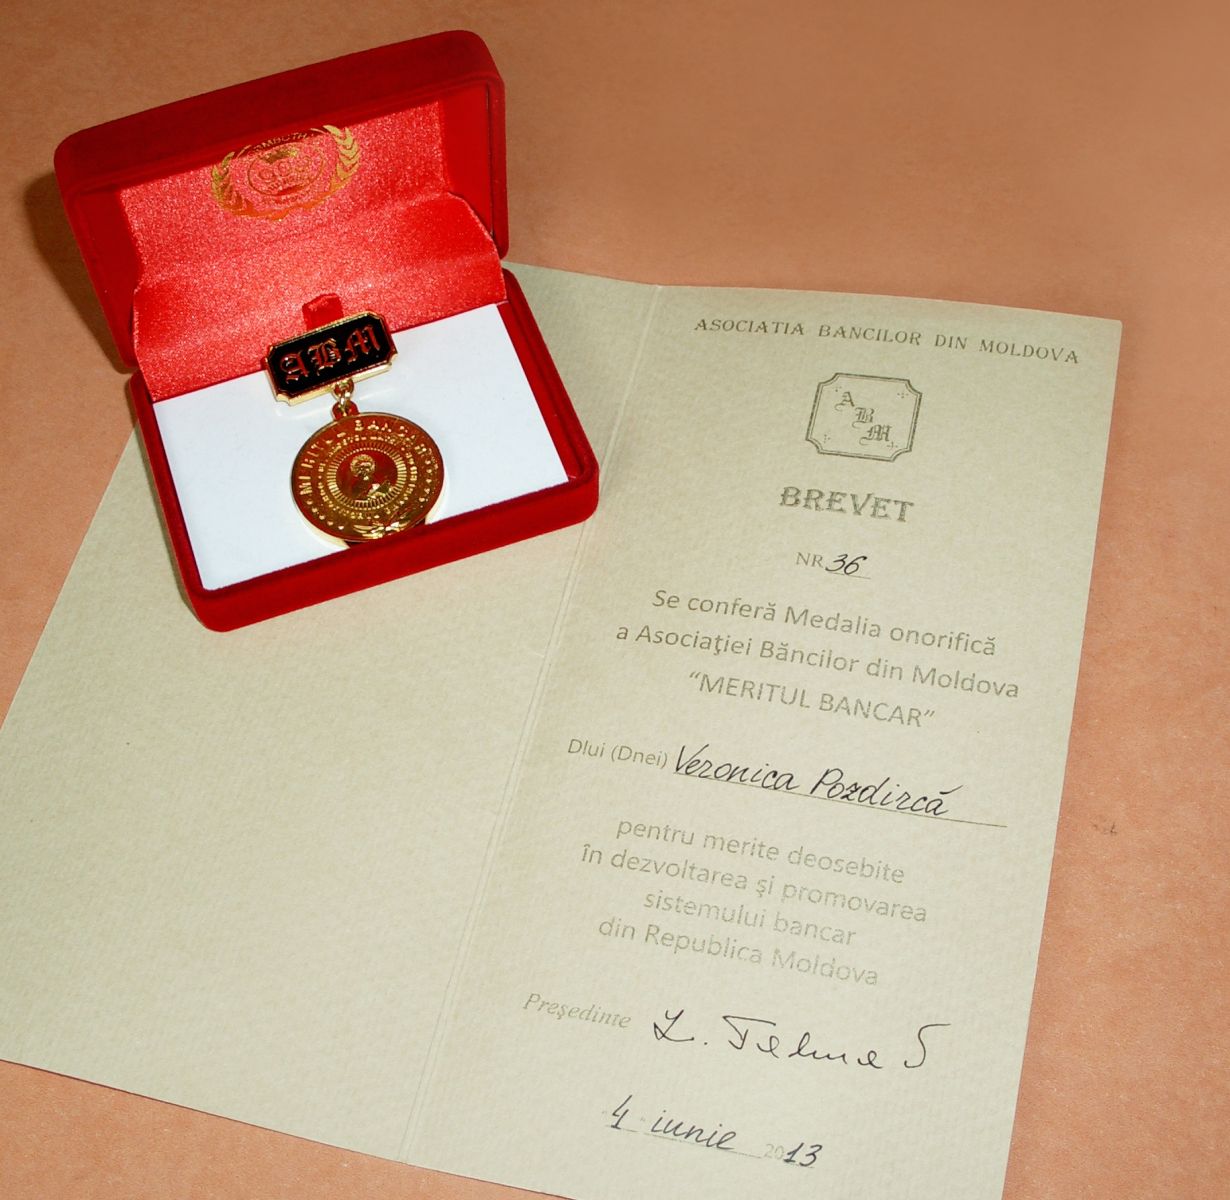 ABM
MERITUL BANCAR
ASOCIATIA BANCILOR DIN MOLDOVA
A
B
M
BREVET
NR 36
Se conferă Medalia onorifică
a Asociaţiei Băncilor din Moldova
“MERITUL BANCAR”
Dlui (Dnei) Veronica Pozdircă
pentru merite deosebite
în dezvoltarea şi promovarea
sistemului bancar
din Republica Moldova
Preşedinte
4 iunie 2013